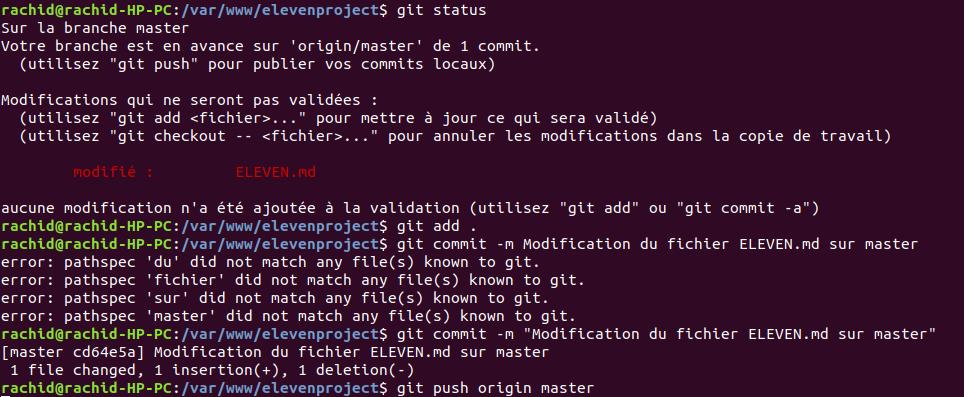 rachid@rachid-HP-PC:/var/www/elevenproject$ git status
Sur la branche master
Votre branche est en avance sur 'origin/master' de 1 commit.
  (utilisez "git push" pour publier vos commits locaux)

Modifications qui ne seront pas validées :
  (utilisez "git add <fichier>..." pour mettre à jour ce qui sera validé)
  (utilisez "git checkout -- <fichier>..." pour annuler les modifications dans la copie de travail)

        modifié :         ELEVEN.md

aucune modification n'a été ajoutée à la validation (utilisez "git add" ou "git commit -a")
rachid@rachid-HP-PC:/var/www/elevenproject$ git add .
rachid@rachid-HP-PC:/var/www/elevenproject$ git commit -m Modification du fichier ELEVEN.md sur master
error: pathspec 'du' did not match any file(s) known to git.
error: pathspec 'fichier' did not match any file(s) known to git.
error: pathspec 'sur' did not match any file(s) known to git.
error: pathspec 'master' did not match any file(s) known to git.
rachid@rachid-HP-PC:/var/www/elevenproject$ git commit -m "Modification du fichier ELEVEN.md sur master"
[master cd64e5a] Modification du fichier ELEVEN.md sur master
 1 file changed, 1 insertion(+), 1 deletion(-)
rachid@rachid-HP-PC:/var/www/elevenproject$ git push origin master